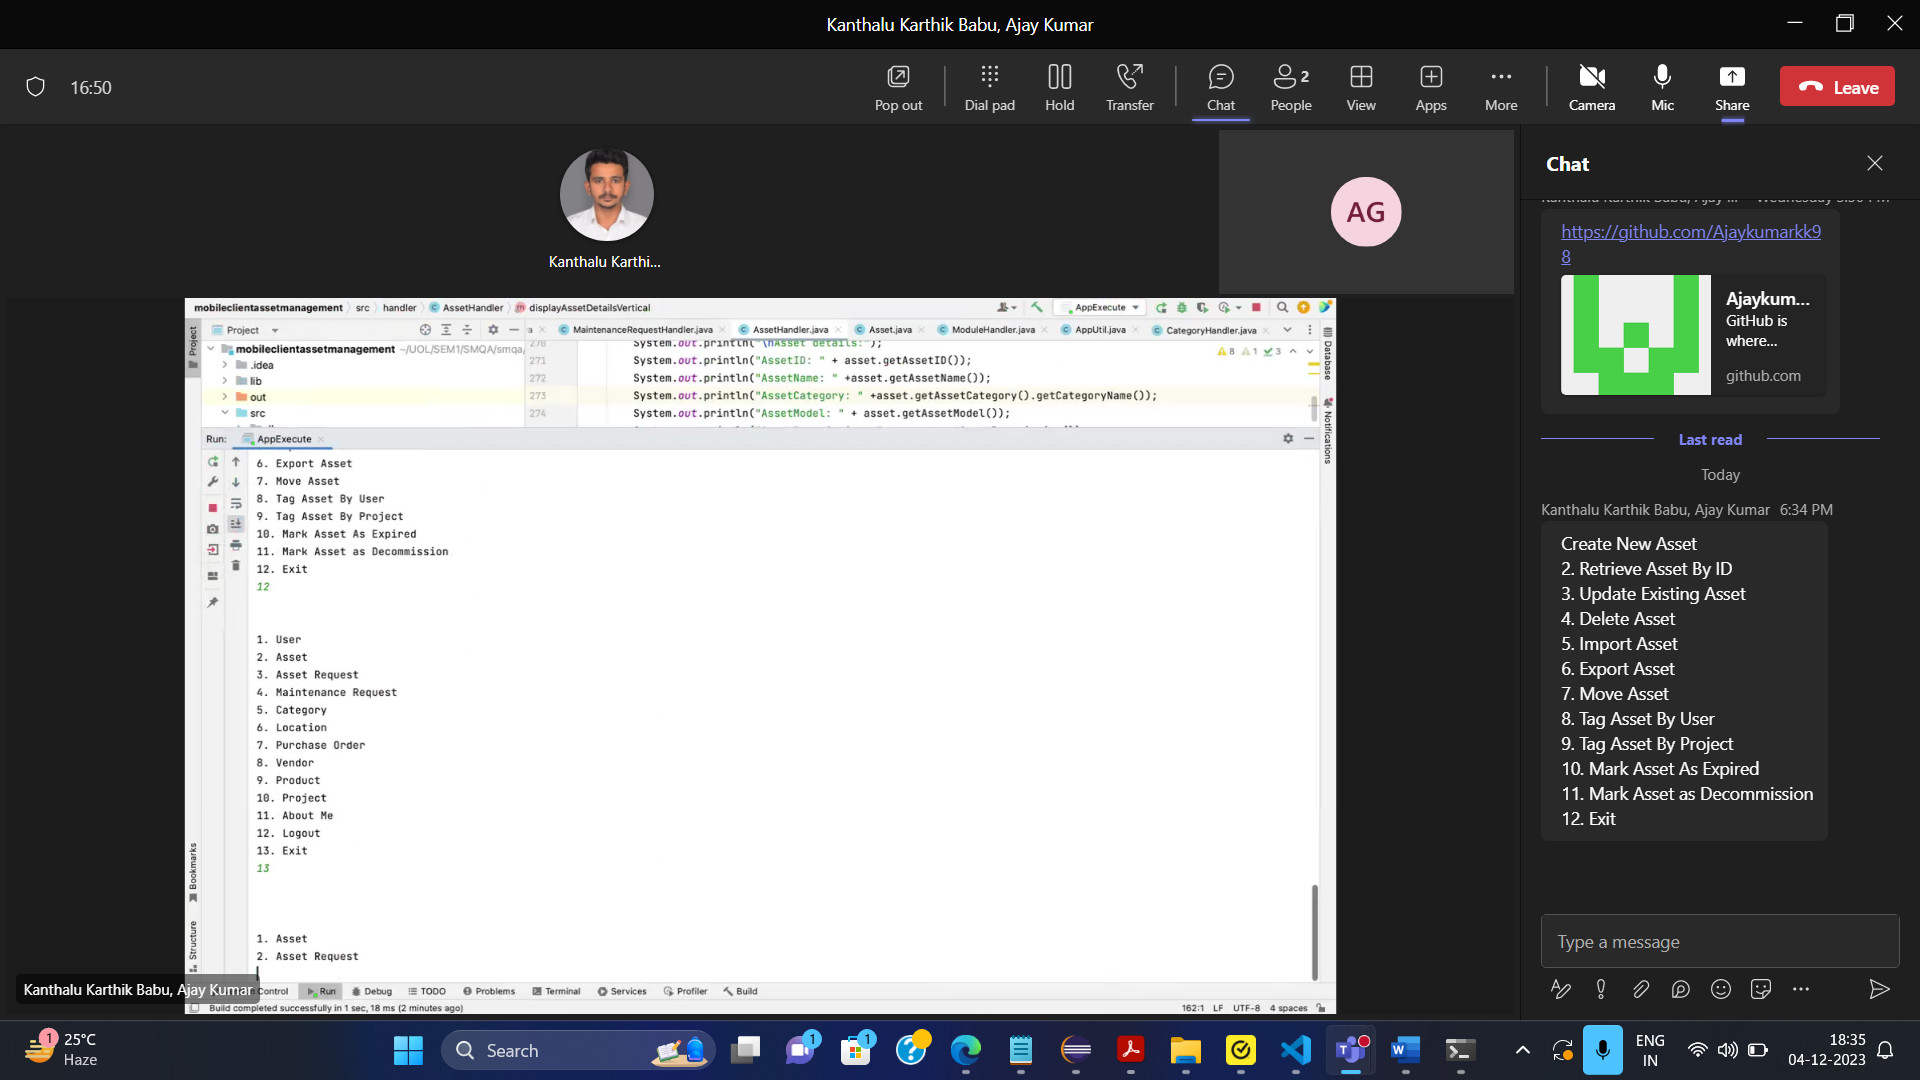 Kanthalu Karthik Babu, Ajay Kumar
16:50
Pop out
Dial pad
Hold
Transfer
Chat
2
People
View
Apps
More
Camera
Mic
Share
Leave
Kanthalu Karthi...
AG
mobileclientassetmanagement src handler AssetHandler displayAssetDetailsVertical
AppExecute
Project
MaintenanceRequestHandler.java AssetHandler.java Asset.java ModuleHandler.java AppUtil.java CategoryHandler.java
Project
mobileclientassetmanagement ~/UOL/SEM1/SMQA/smqa
.idea
lib
out
src
270 System.out.println("\nAsset details:");
271 System.out.println("AssetID: " + asset.getAssetID());
272 System.out.println("AssetName: " +asset.getAssetName());
273 System.out.println("AssetCategory: " +asset.getAssetCategory().getCategoryName());
274 System.out.println("AssetModel: " + asset.getAssetModel());
8 1 3
Database
Notifications
Run: AppExecute
6. Export Asset
7. Move Asset
8. Tag Asset By User
9. Tag Asset By Project
10. Mark Asset As Expired
11. Mark Asset as Decommission
12. Exit
12
1. User
2. Asset
3. Asset Request
4. Maintenance Request
5. Category
6. Location
7. Purchase Order
8. Vendor
9. Product
10. Project
11. About Me
12. Logout
13. Exit
13
1. Asset
2. Asset Request
Bookmarks
Structure
Kanthalu Karthik Babu, Ajay Kumar
Control Run Debug TODO Problems Terminal Services Profiler Build
Build completed successfully in 1 sec, 18 ms (2 minutes ago)
162:1 LF UTF-8 4 spaces
Chat
https://github.com/Ajaykumarkk9
8
Ajaykum...
GitHub is
where...
github.com
Last read
Today
Kanthalu Karthik Babu, Ajay Kumar 6:34 PM
Create New Asset
2. Retrieve Asset By ID
3. Update Existing Asset
4. Delete Asset
5. Import Asset
6. Export Asset
7. Move Asset
8. Tag Asset By User
9. Tag Asset By Project
10. Mark Asset As Expired
11. Mark Asset as Decommission
12. Exit
Type a message
1
25°C
Haze
Search
1
1
ENG
IN
18:35
04-12-2023